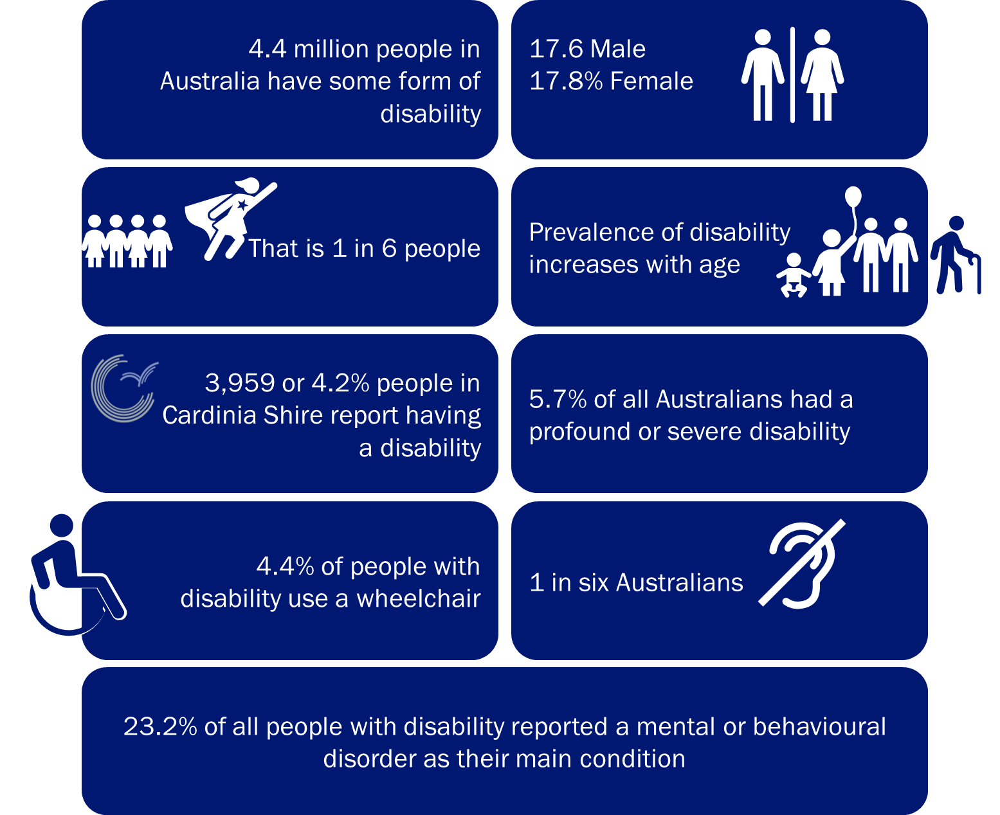 4.4 million people in
Australia have some form of
disability
17.6 Male
17.8% Female
That is 1 in 6 people
Prevalence of disability
increases with age
3,959 or 4.2% people in
Cardinia Shire report having
a disability
5.7% of all Australians had a
profound or severe disability
4.4% of people with
disability use a wheelchair
1 in six Australians
23.2% of all people with disability reported a mental or behavioural
disorder as their main condition